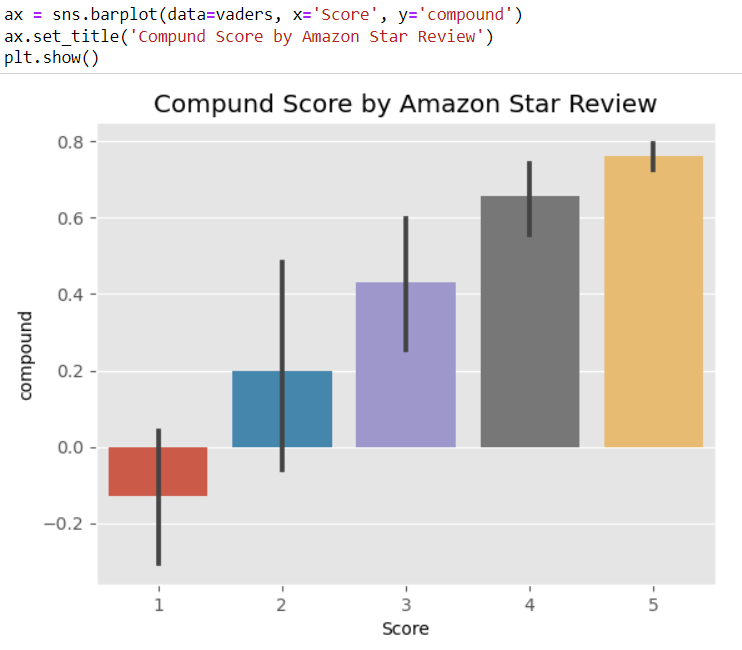 ax = sns.barplot(data=vaders, x='Score', y='compound')
ax.set_title('Compund Score by Amazon Star Review')
plt.show()
Compund Score by Amazon Star Review
0.8
0.6
0.4
0.2
0.0
−0.2
compound
1 2 3 4 5
Score